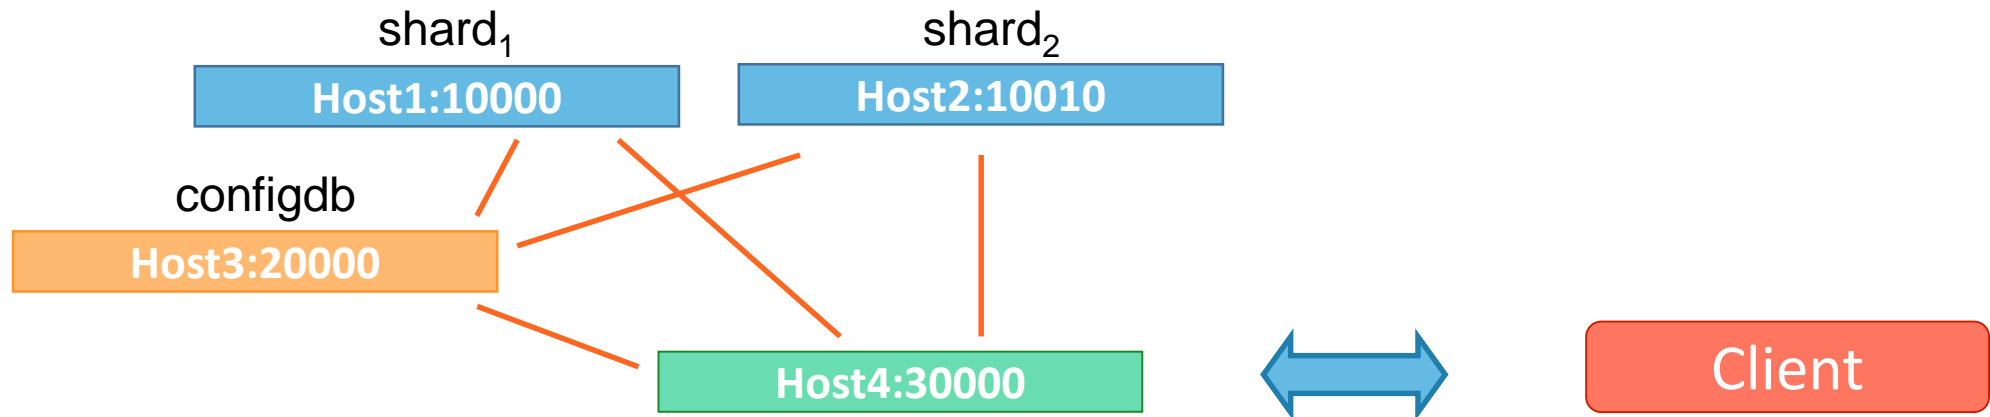 shard₁
shard₂
Host1:10000
Host2:10010
configdb
Host3:20000
Host4:30000
Client